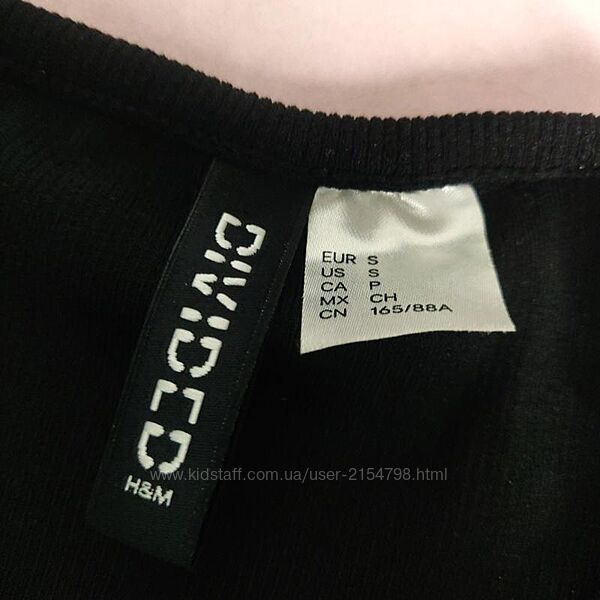 DIVIDED
H&M
EUR S
US S
CA P
MX CH
CN 165/88A
www.kidstaff.com.ua/user-2154798.html